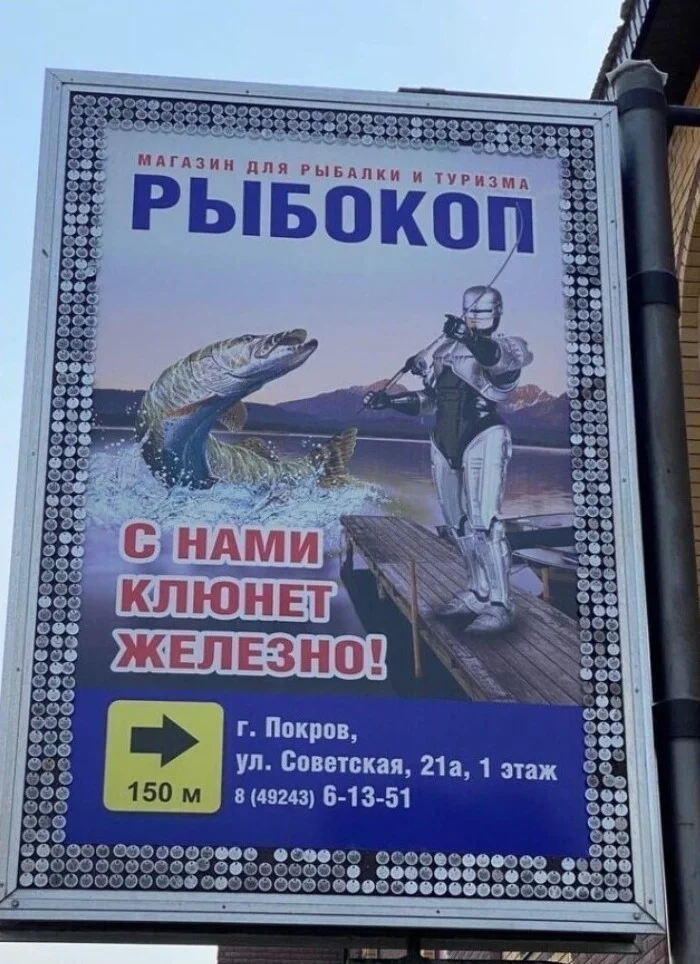 МАГАЗИН ДЛЯ РЫБАЛКИ И ТУРИЗМА
РЫБОКОП
С НАМИ
КЛЮНЕТ
ЖЕЛЕЗНО!
150 м
г. Покров,
ул. Советская, 21а, 1 этаж
8 (49243) 6-13-51